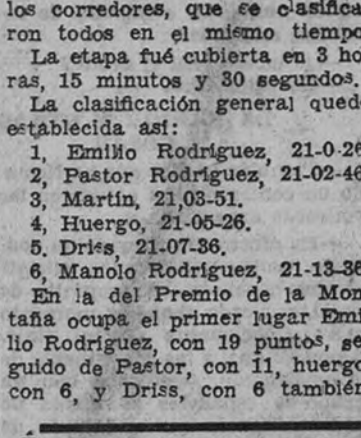 los corredores, que se clasifica
ron todos en el mismo tiempo
La etapa fué cubierta en 3 ho
ras, 15 minutos y 30 segundos.
La clasificación general qued
establecida así:
1, Emilio Rodríguez, 21-0-26
2, Pastor Rodríguez, 21-02-46
3, Martín, 21,03-51.
4, Huergo, 21-05-26.
5. Driss, 21-07-36.
6, Manolo Rodríguez, 21-13-36
En la del Premio de la Mon
taña ocupa el primer lugar Emi
lio Rodríguez, con 19 puntos, se
guido de Pastor, con 11, huergo
con 6, y Driss, con 6 también